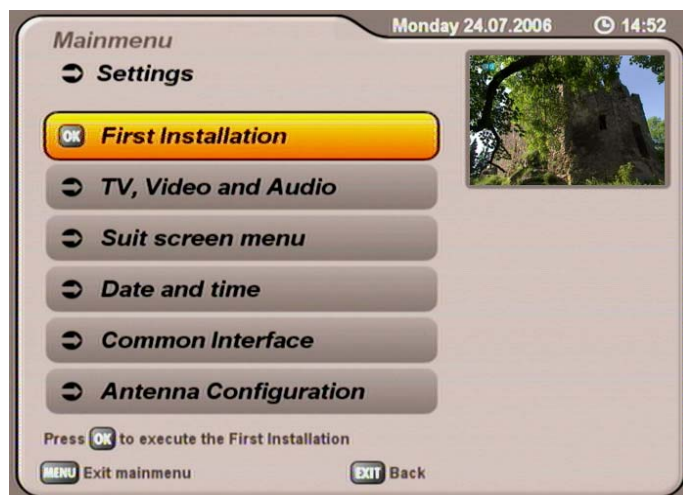 Monday 24.07.2006 14:52
Mainmenu
Settings
OK First Installation
TV, Video and Audio
Suit screen menu
Date and time
Common Interface
Antenna Configuration
Press OK to execute the First Installation
MENU Exit mainmenu EXIT Back